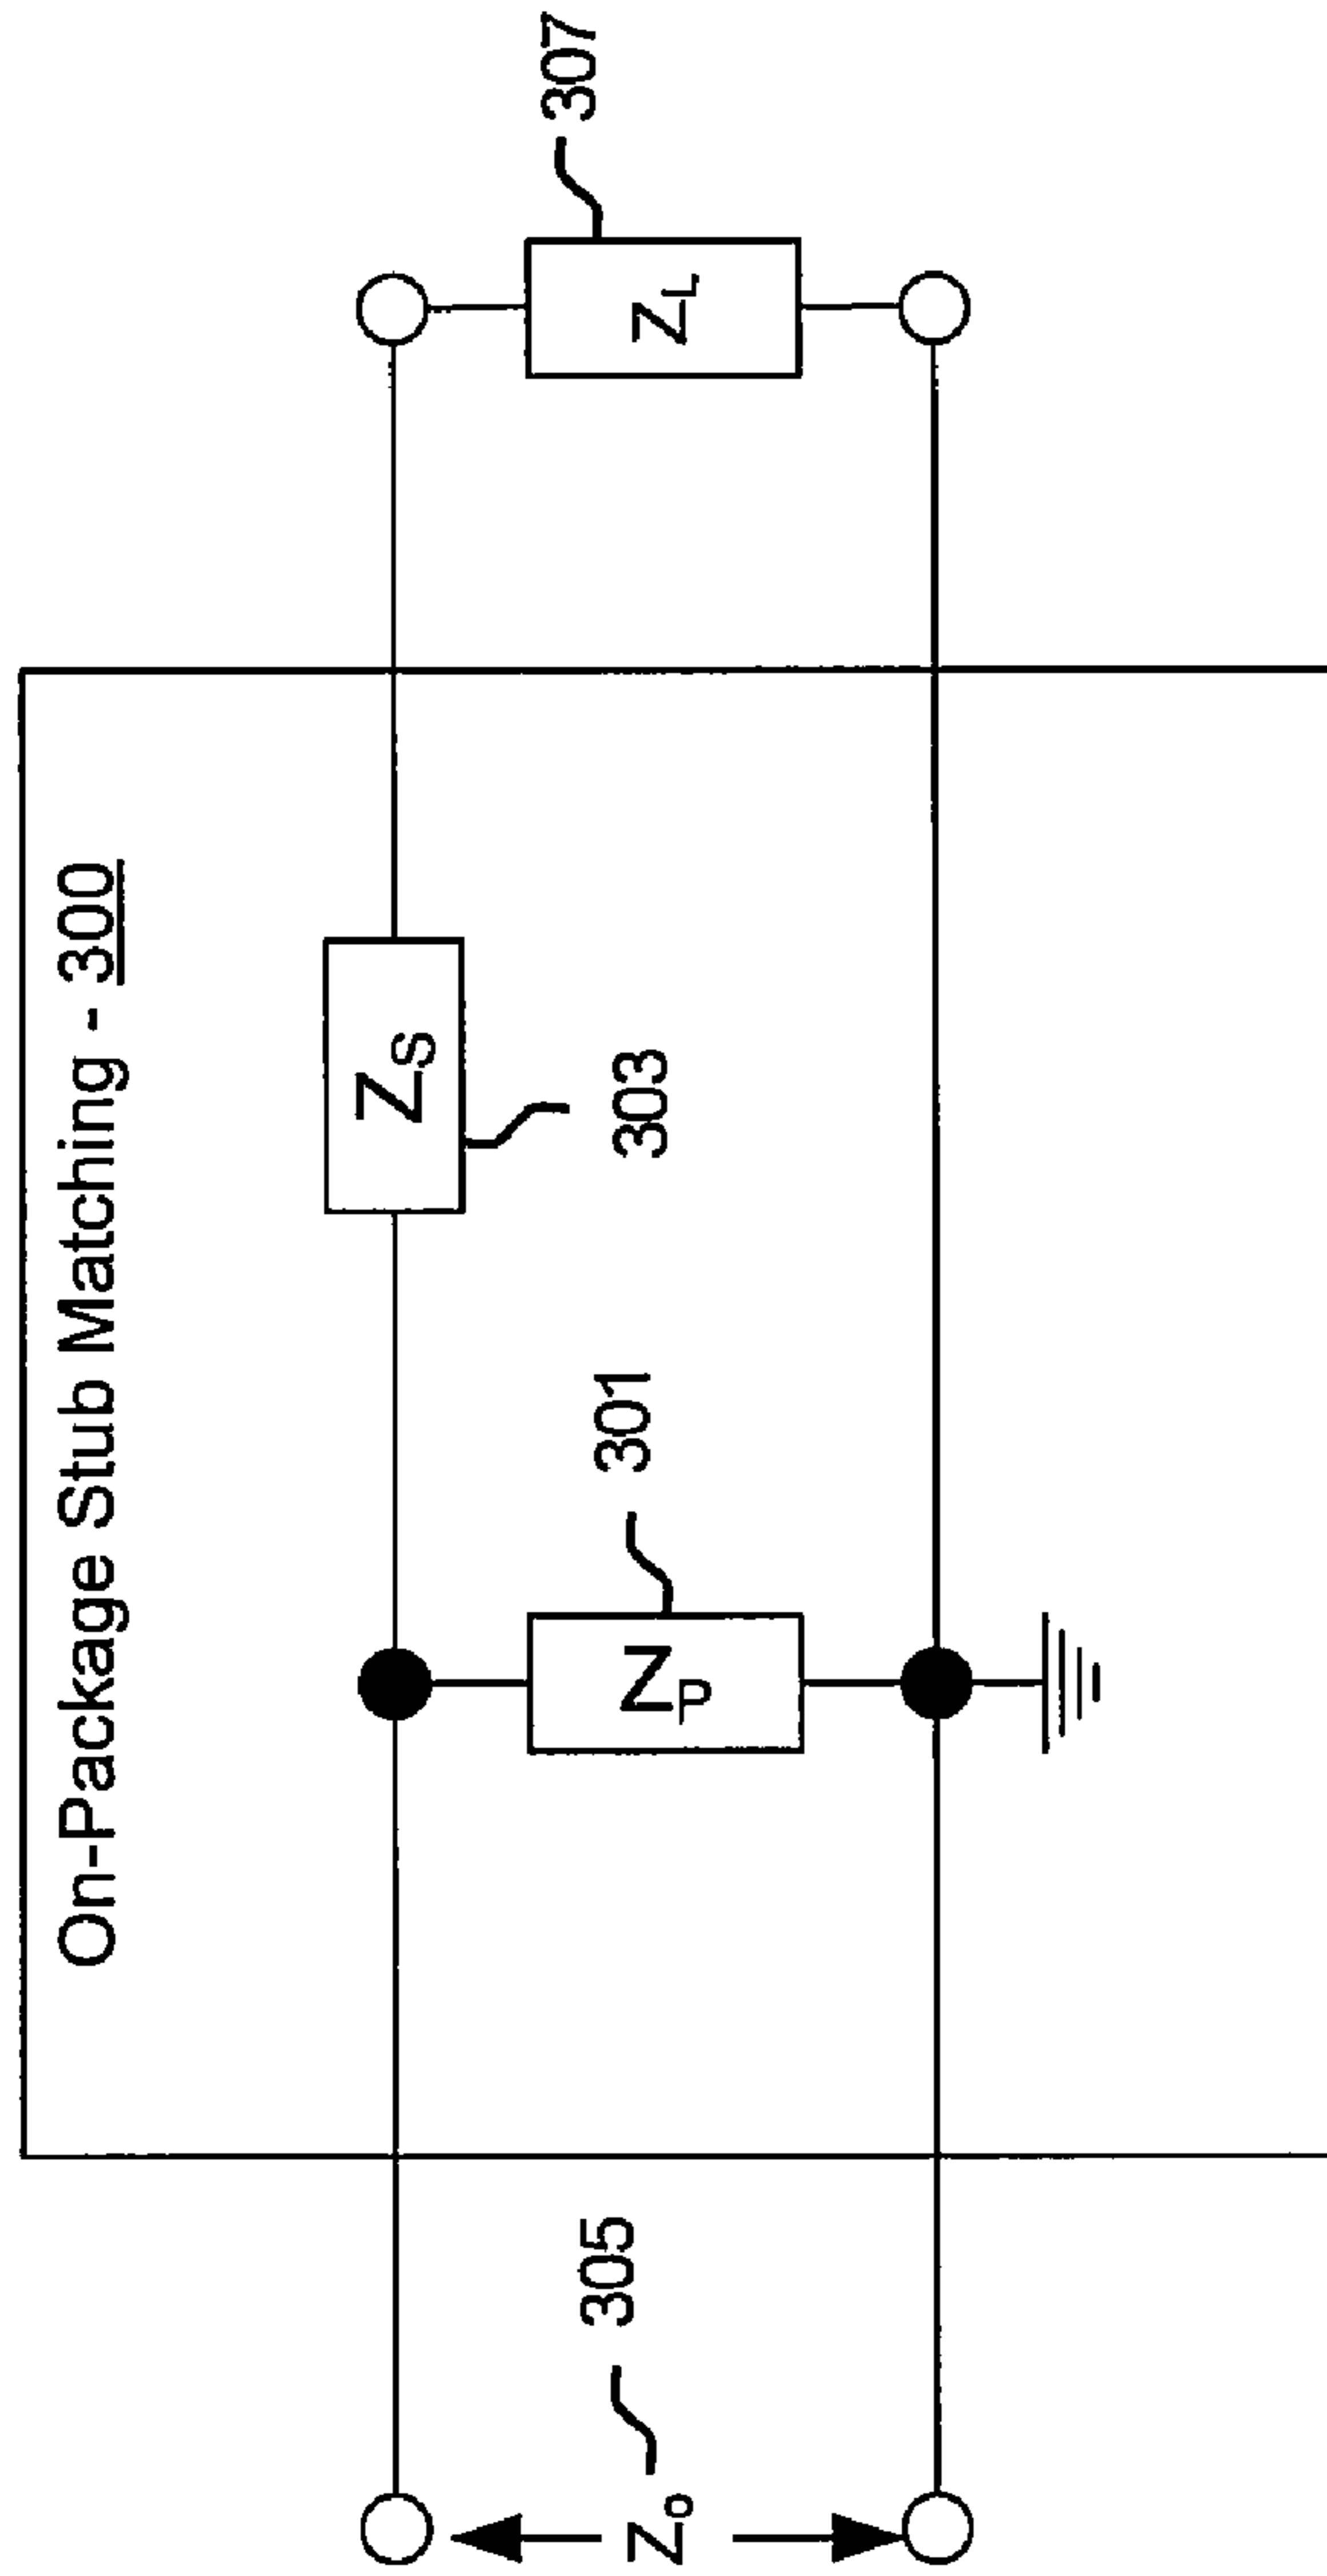 On-Package Stub Matching - 300
Z_S
303
Z_P
301
Z_o
305
Z_L
307